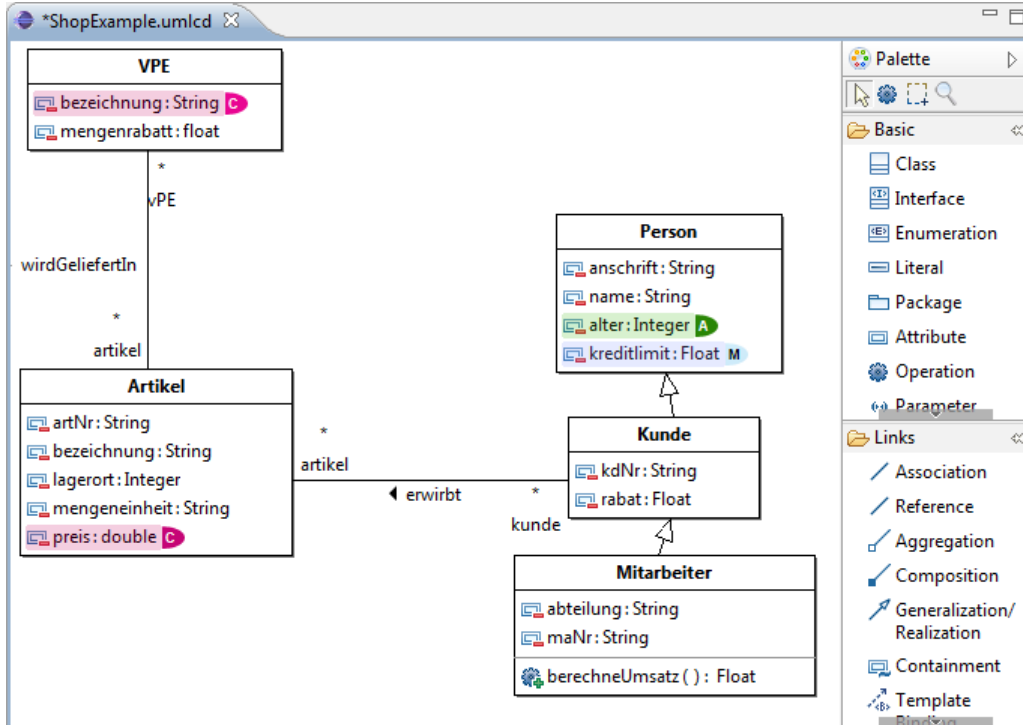 *ShopExample.umlcd
VPE
bezeichnung : String C
mengenrabatt : float
*
vPE
wirdGeliefertIn
*
artikel
Artikel
artNr : String
bezeichnung : String
lagerort : Integer
mengeneinheit : String
preis : double C
*
artikel
erwirbt
*
kunde
Person
anschrift : String
name : String
alter : Integer A
kreditlimit : Float M
Kunde
kdNr : String
rabat : Float
Mitarbeiter
abteilung : String
maNr : String
berechneUmsatz ( ) : Float
Palette
Basic
Class
<I> Interface
<E> Enumeration
Literal
Package
Attribute
Operation
Parameter
Links
Association
Reference
Aggregation
Composition
Generalization/
Realization
Containment
<B> Template
Binding